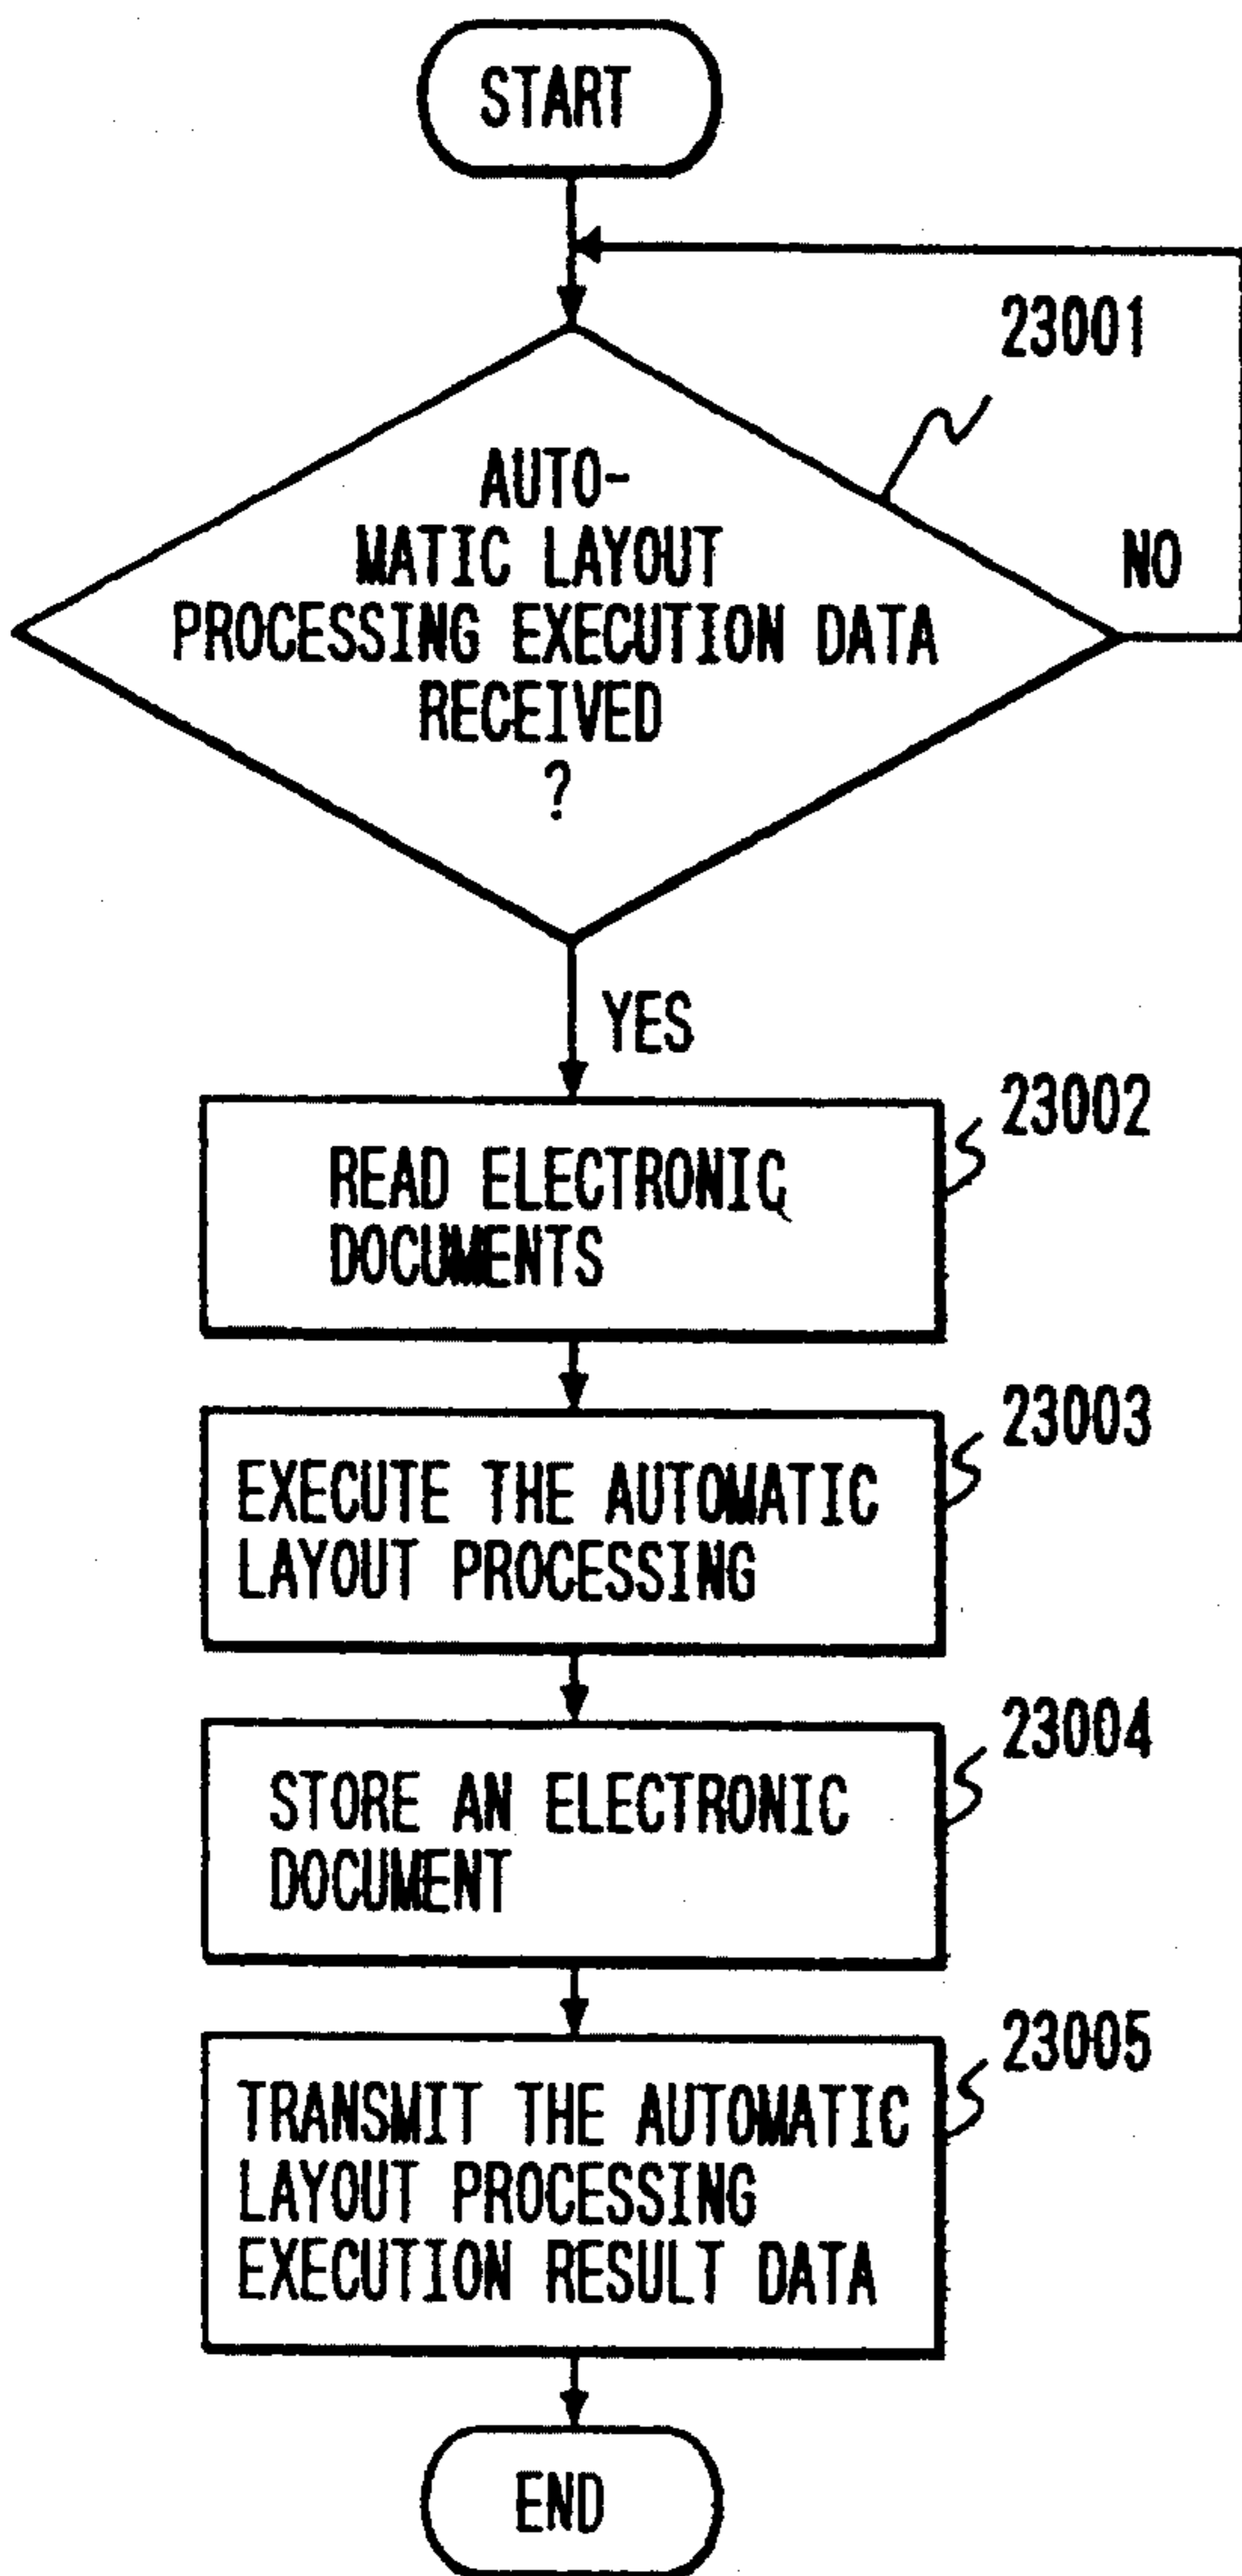 START
23001
AUTO-
MATIC LAYOUT
PROCESSING EXECUTION DATA
RECEIVED
?
NO
YES
23002
READ ELECTRONIC
DOCUMENTS
23003
EXECUTE THE AUTOMATIC
LAYOUT PROCESSING
23004
STORE AN ELECTRONIC
DOCUMENT
23005
TRANSMIT THE AUTOMATIC
LAYOUT PROCESSING
EXECUTION RESULT DATA
END